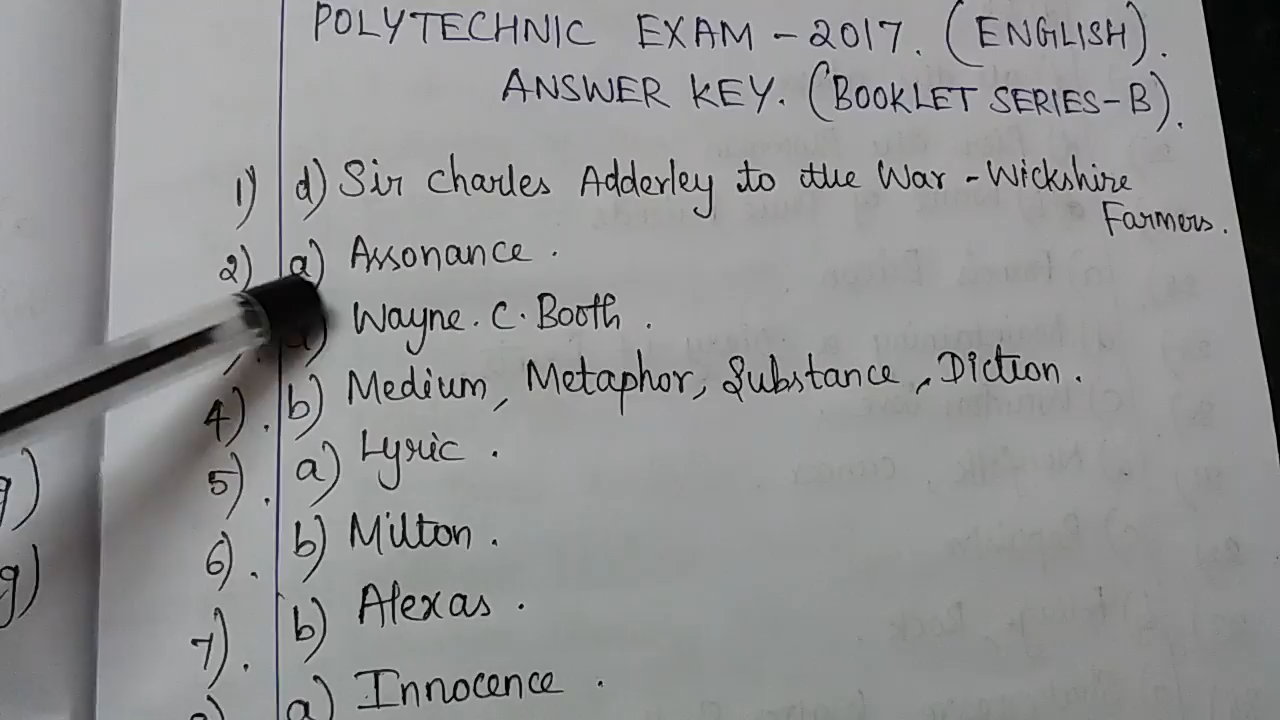 POLYTECHNIC EXAM - 2017. (ENGLISH).
ANSWER KEY. (BOOKLET SERIES-B).
1) d) Sir Charles Adderley to the War - Wickshire
Farmers.
2) a) Assonance.
Wayne. C. Booth.
4). b) Medium, Metaphor, Substance, Diction.
5). a) Lyric.
6). b) Milton.
7). b) Alexas.
a) Innocence.